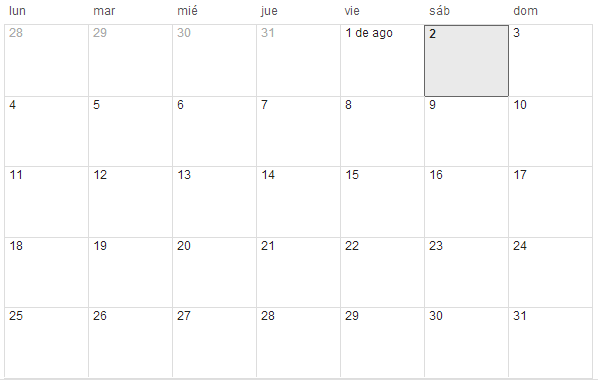 lun mar mié jue vie sáb dom
28 29 30 31 1 de ago 2 3
4 5 6 7 8 9 10
11 12 13 14 15 16 17
18 19 20 21 22 23 24
25 26 27 28 29 30 31